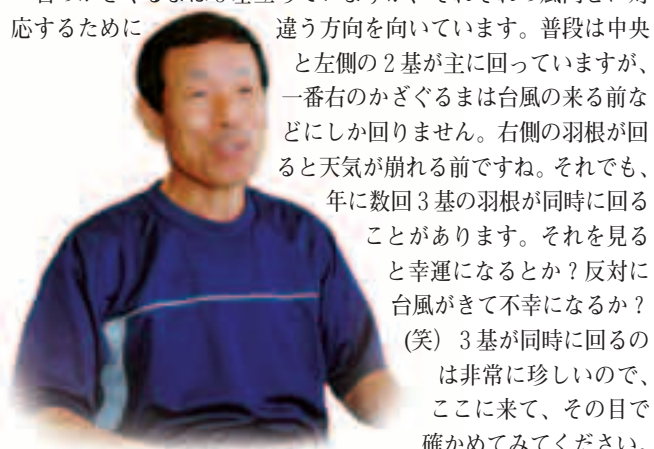 応するために違う方向を向いています。普段は中央
と左側の２基が主に回っていますが、
一番右のかざぐるまは台風の来る前な
どにしか回りません。右側の羽根が回
ると天気が崩れる前ですね。それでも、
年に数回３基の羽根が同時に回る
ことがあります。それを見る
と幸運になるとか？反対に
台風がきて不幸になるか？
(笑)　３基が同時に回るの
は非常に珍しいので、
ここに来て、その目で
確かめてみてください。